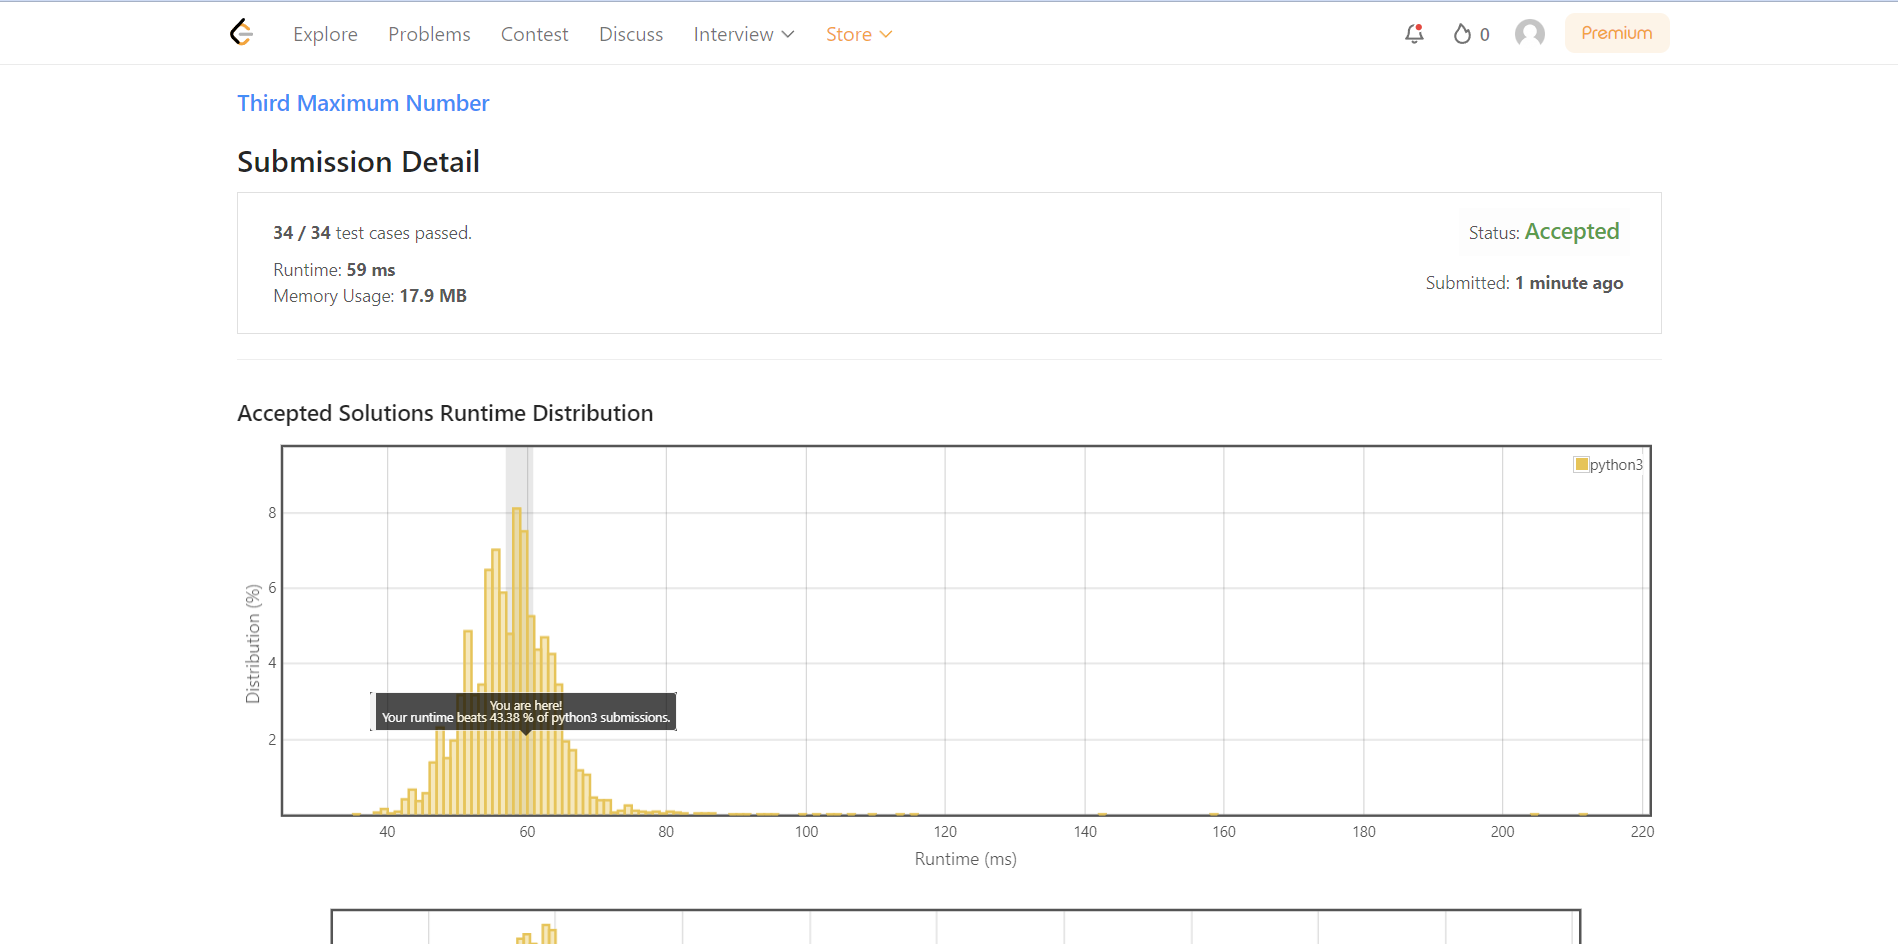 Explore Problems Contest Discuss Interview Store 0 Premium
Third Maximum Number
Submission Detail
34 / 34 test cases passed.
Status: Accepted
Runtime: 59 ms
Submitted: 1 minute ago
Memory Usage: 17.9 MB
Accepted Solutions Runtime Distribution
python3
8
6
4
2
Distribution (%)
You are here!
Your runtime beats 43.38 % of python3 submissions.
40 60 80 100 120 140 160 180 200 220
Runtime (ms)